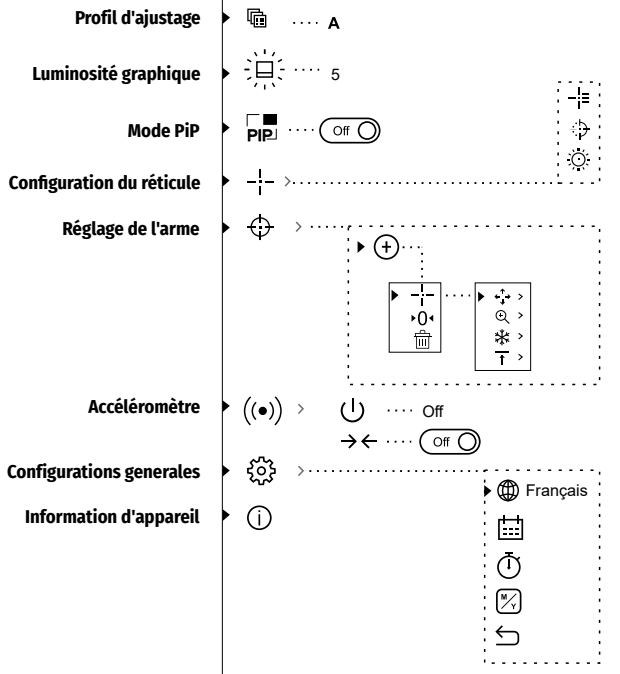 Profil d'ajustage A
Luminosité graphique 5
Mode PiP PIP Off
Configuration du réticule
Réglage de l'arme
0
Accéléromètre Off
Off
Configurations generales
Français
Information d'appareil
M/Y